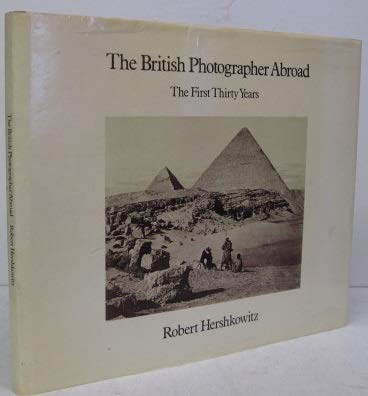 The British Photographer Abroad
The First Thirty Years
Robert Hershkowitz
The British Photographer Abroad Robert Hershkowitz